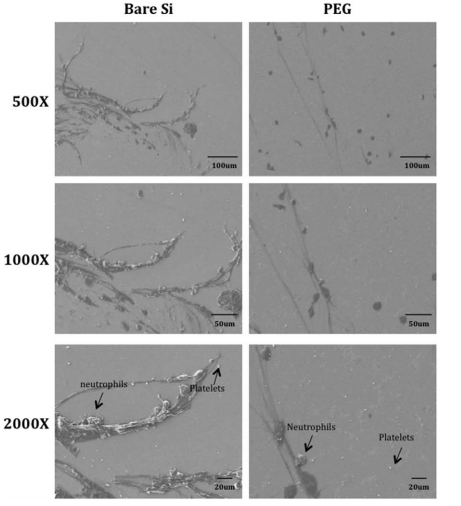 Bare Si
PEG
500X
100um
100um
1000X
50um
50um
2000X
neutrophils
Platelets
20um
Neutrophils
Platelets
20um